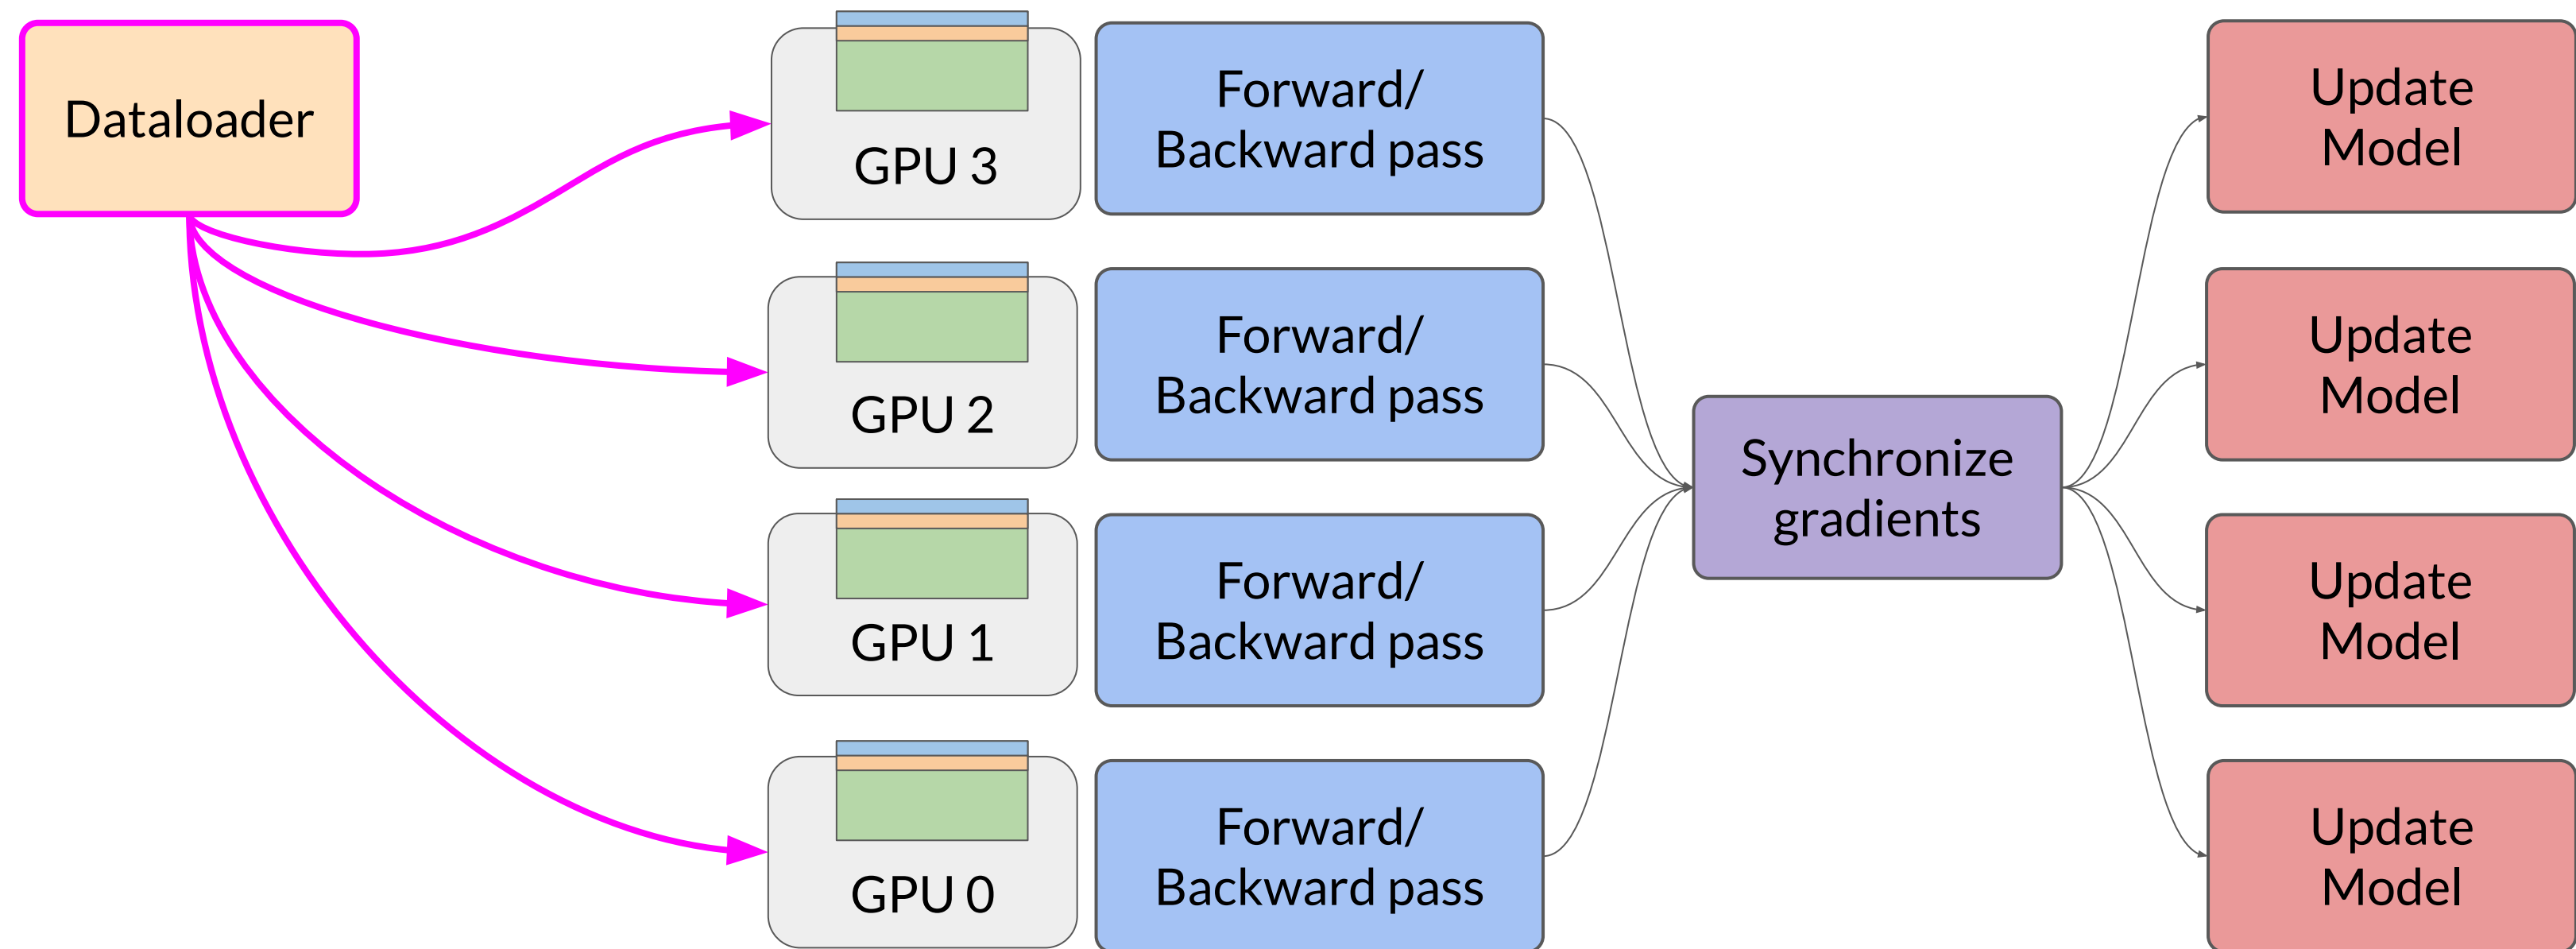 Dataloader
GPU 3
Forward/
Backward pass
Update
Model
GPU 2
Forward/
Backward pass
Update
Model
Synchronize
gradients
GPU 1
Forward/
Backward pass
Update
Model
GPU 0
Forward/
Backward pass
Update
Model